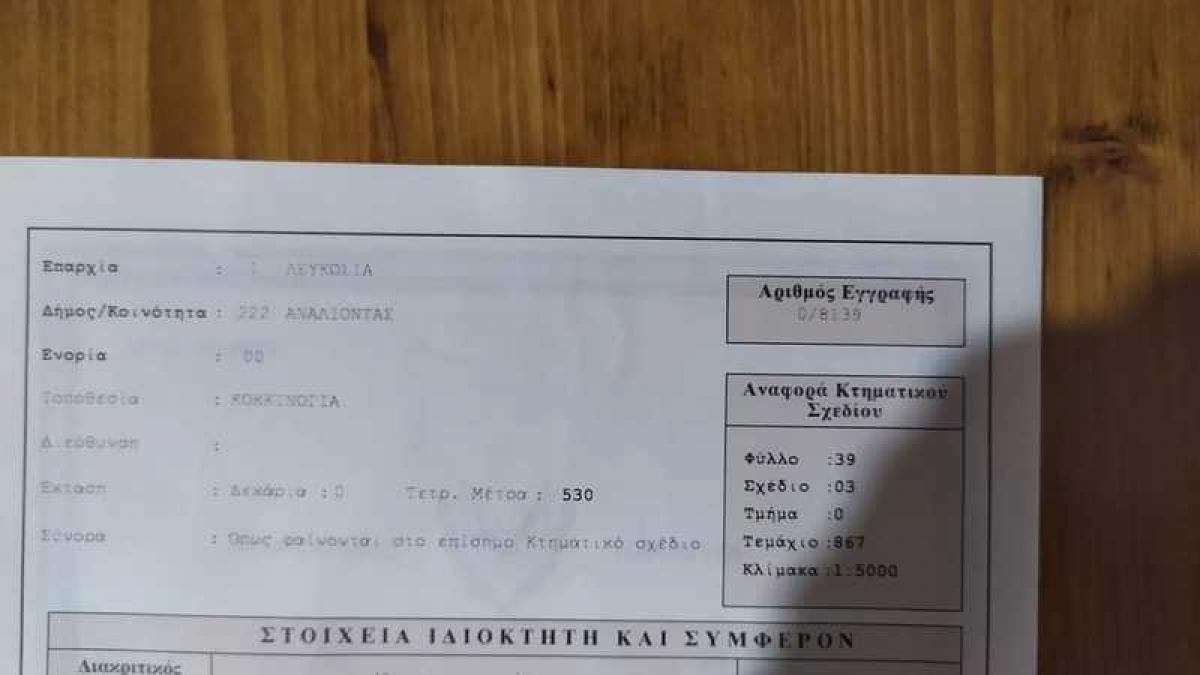 Επαρχία : 1 ΛΕΥΚΩΣΙΑ
Δήμος/Κοινότητα : 222 ΑΝΑΛΙΟΝΤΑΣ
Ενορία : 00
Τοποθεσία : ΚΟΚΚΙΝΟΓΙΑ
Διεύθυνση :
Έκταση : Δεκάρια : 0 Τετρ. Μέτρα : 530
Σύνορα : Όπως φαίνονται στο επίσημο Κτηματικό σχέδιο
Αριθμός Εγγραφής
0/8139
Αναφορά Κτηματικού
Σχεδίου
Φύλλο :39
Σχέδιο :03
Τμήμα :0
Τεμάχιο :867
Κλίμακα :1:5000
ΣΤΟΙΧΕΙΑ ΙΔΙΟΚΤΗΤΗ ΚΑΙ ΣΥΜΦΕΡΟΝ
Διακριτικός